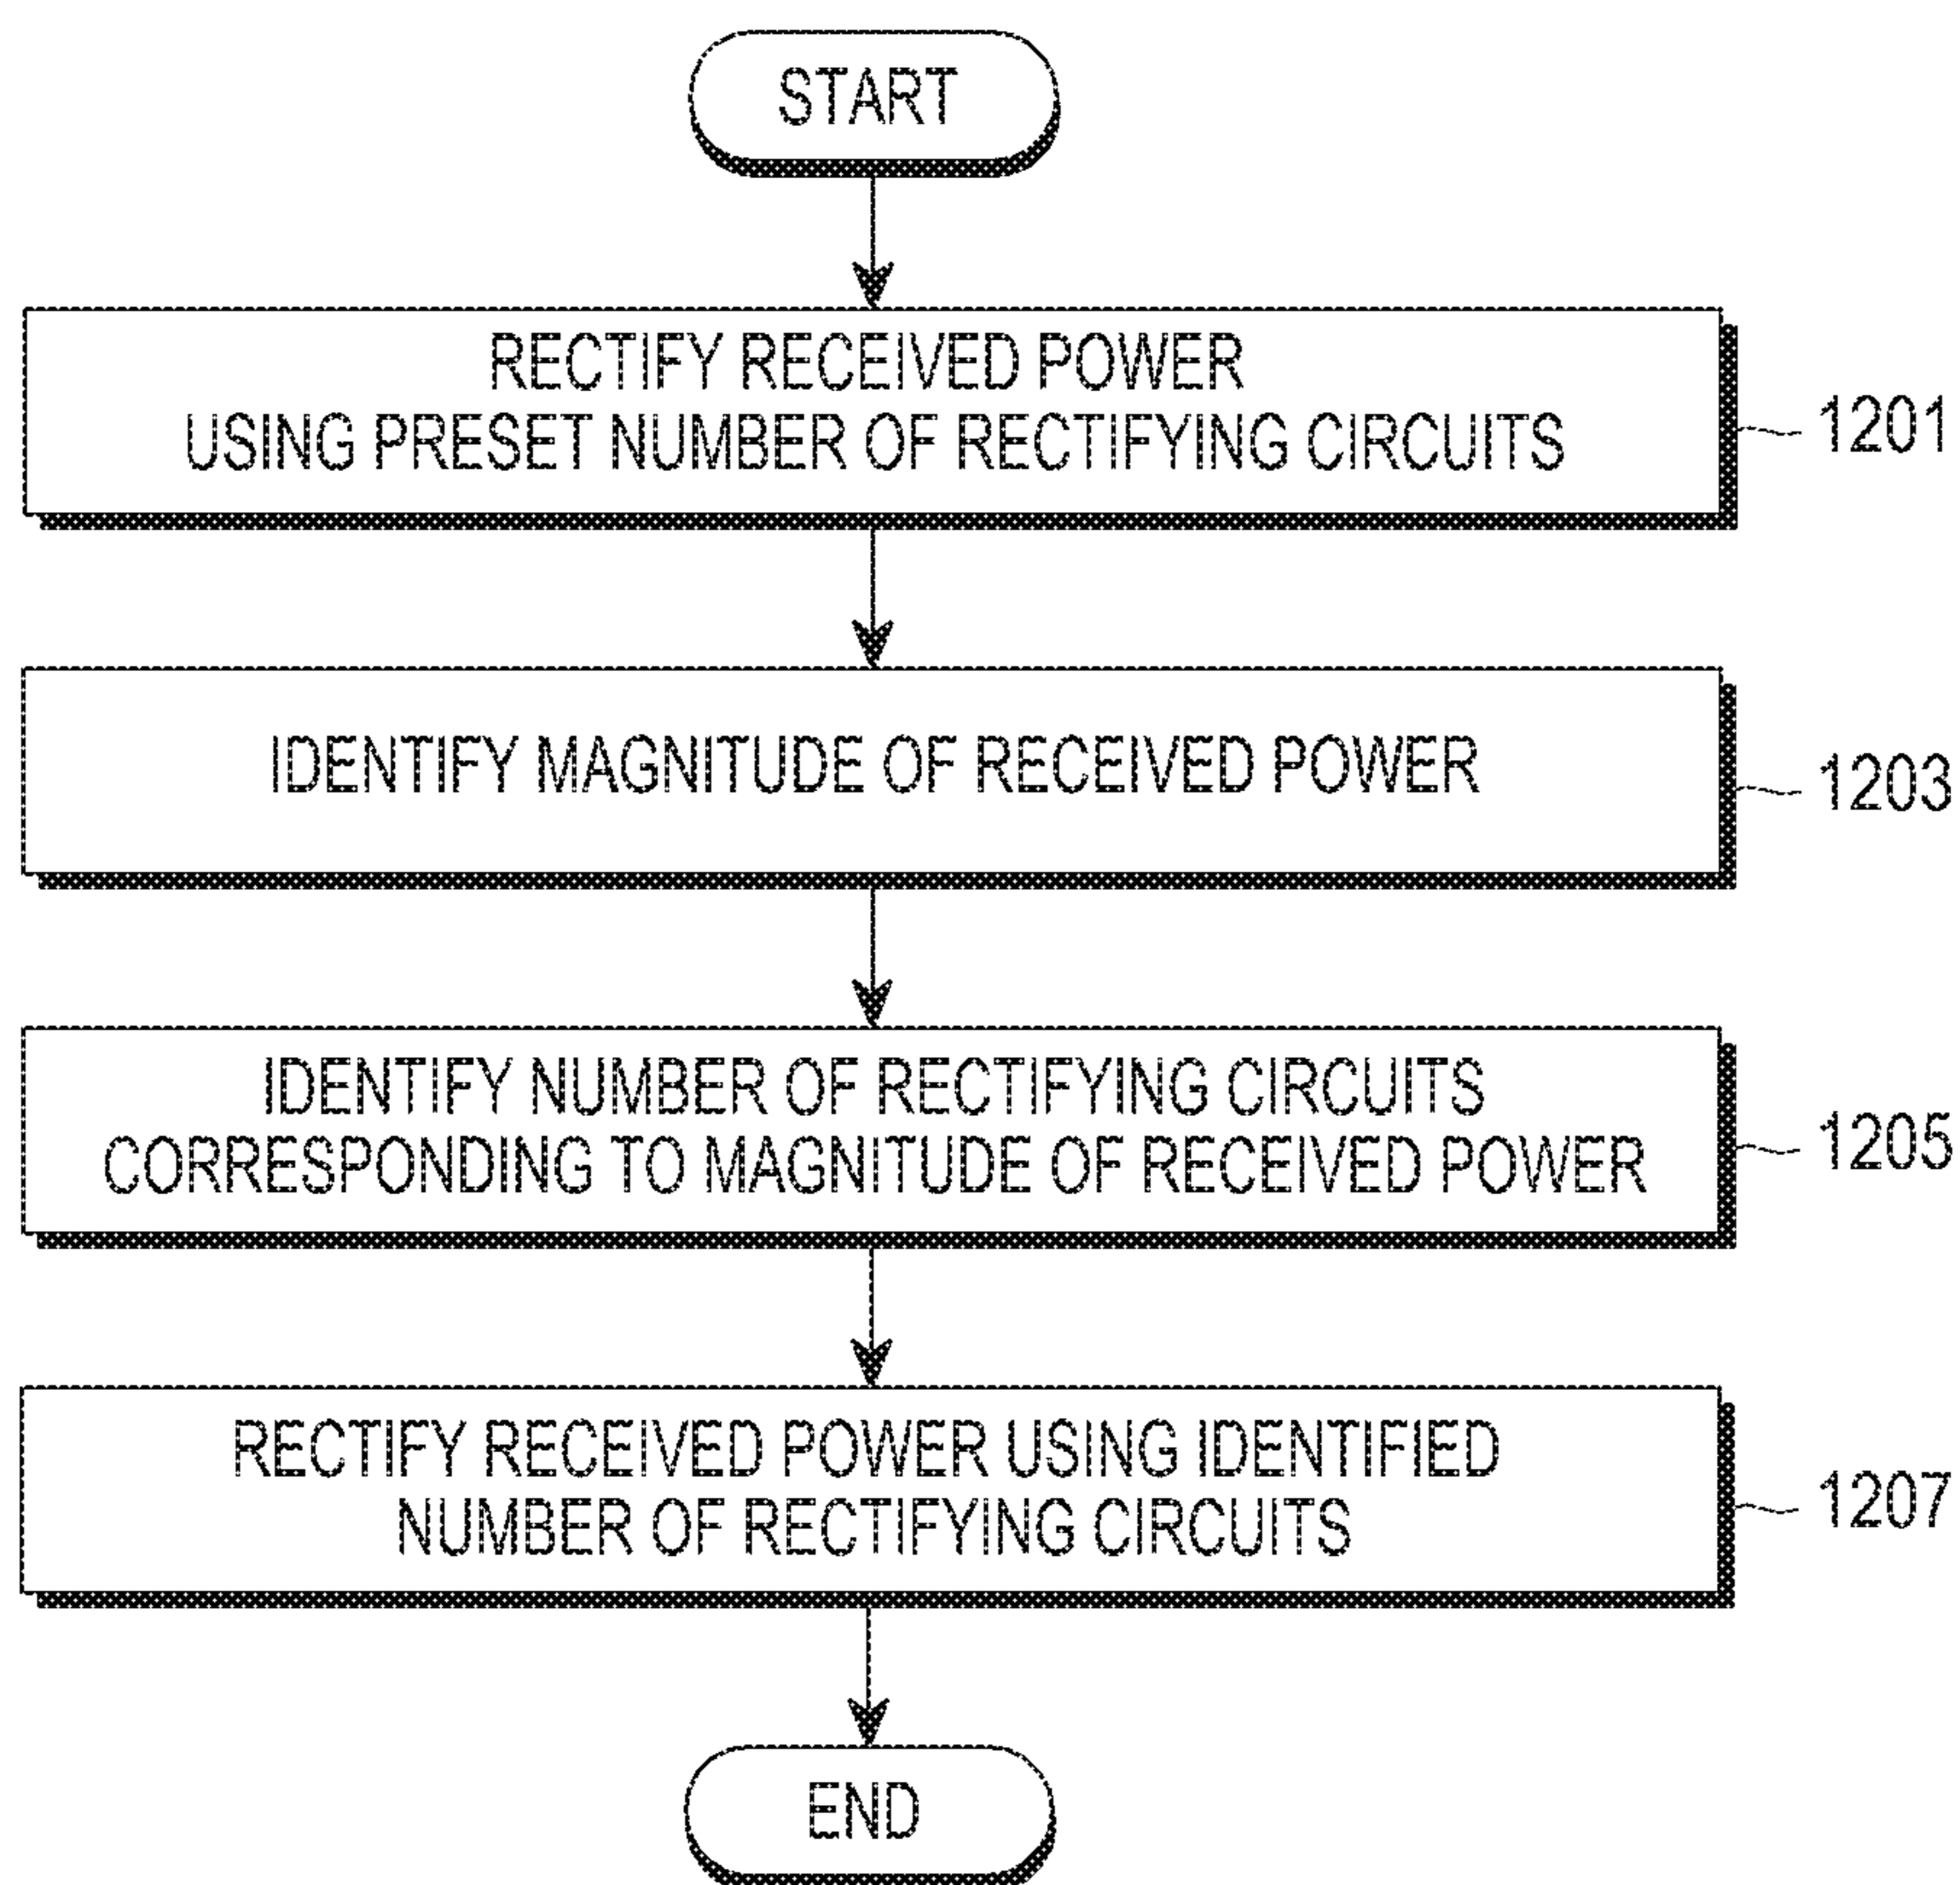 START
RECTIFY RECEIVED POWER
USING PRESET NUMBER OF RECTIFYING CIRCUITS
1201
IDENTIFY MAGNITUDE OF RECEIVED POWER
1203
IDENTIFY NUMBER OF RECTIFYING CIRCUITS
CORRESPONDING TO MAGNITUDE OF RECEIVED POWER
1205
RECTIFY RECEIVED POWER USING IDENTIFIED
NUMBER OF RECTIFYING CIRCUITS
1207
END